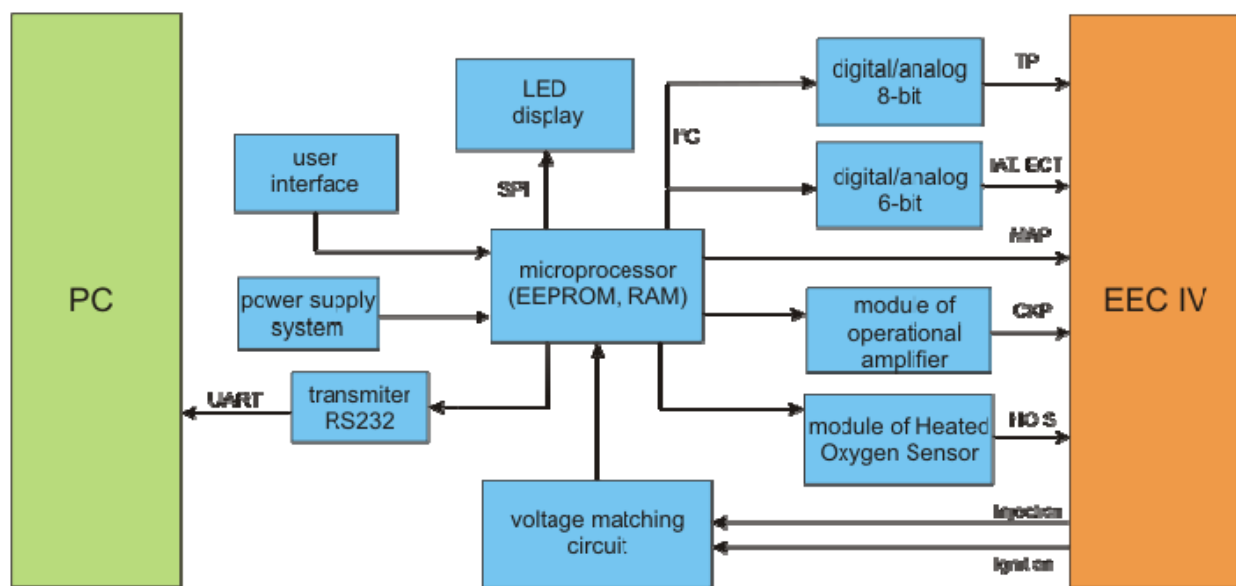 PC
LED
display
user
interface
SPI
I²C
digital/analog
8-bit
TP
digital/analog
6-bit
IAT, ECT
microprocessor
(EEPROM, RAM)
MAP
EEC IV
power supply
system
module of
operational
amplifier
CKP
UART
transmiter
RS232
module of Heated
Oxygen Sensor
HO S
voltage matching
circuit
Injection
Ignition